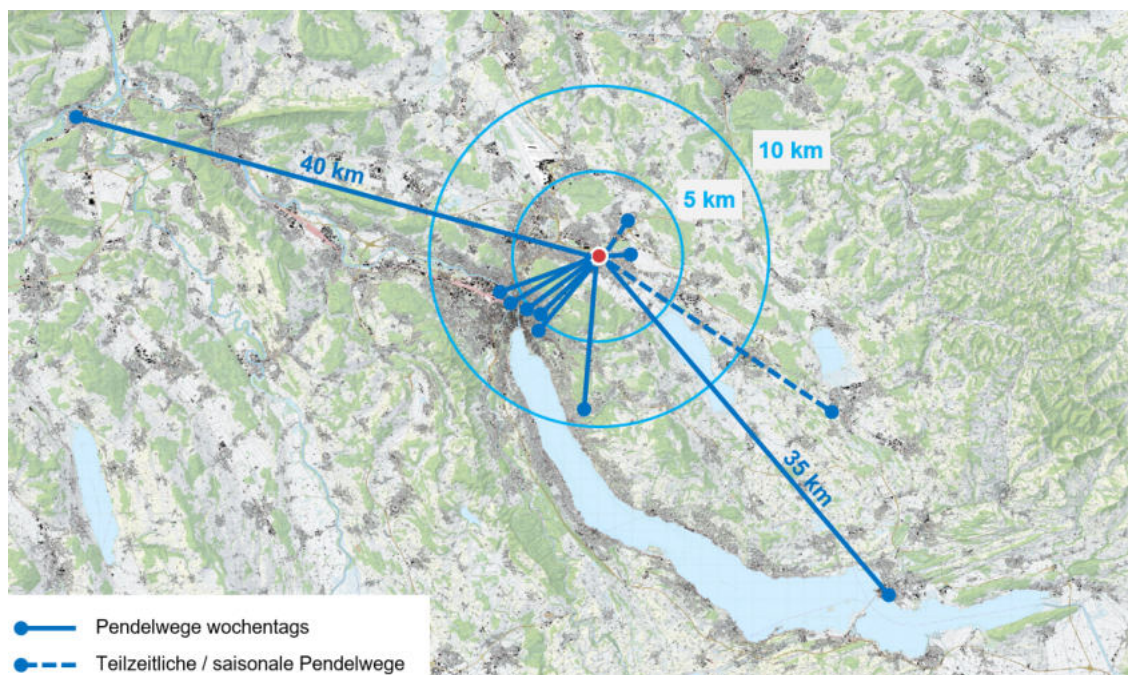 10 km
40 km
5 km
35 km
Pendelwege wochentags
Teilzeitliche / saisonale Pendelwege